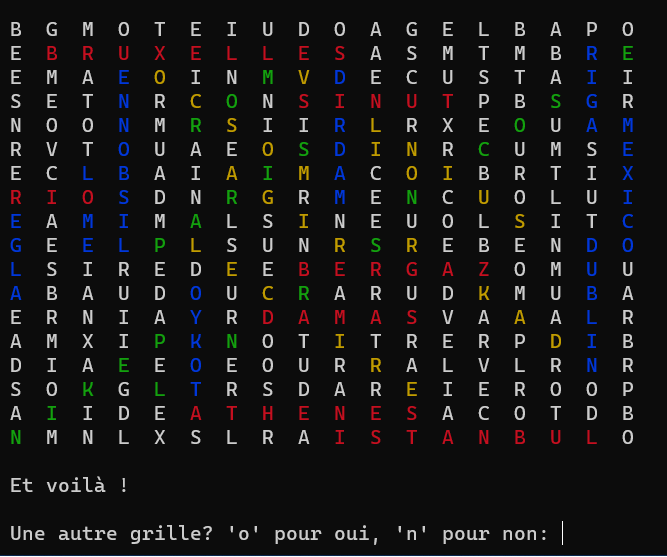 B G M O T E I U D O A G E L B A P O
E B R U X E L L E S A S M T M B R E
E M A E O I N M V D E C U S T A I I
S E T N R C O N S I N U T P B S G R
N O O N M R S I I R L R X E O U A M
R V T O U A E O S D I N R C U M S E
E C L B A I A I M A C O I B R T I X
R I O S D N R G R M E N C U O L U I
E A M I M A L S I N E U O L S I T C
G E E L P L S U N R S R E B E N D O
L S I R E D E E B E R G A Z O M U U
A B A U D O U C R A R U D K M U B A
E R N I A Y R D A M A S V A A A L R
A M X I P K N O T I T R E R P D I B
D I A E E O E O U R R A L V L R N R
S O K G L T R S D A R E I E R O O P
A I I D E A T H E N E S A C O T D B
N M N L X S L R A I S T A N B U L O
Et voilà !
Une autre grille? 'o' pour oui, 'n' pour non: